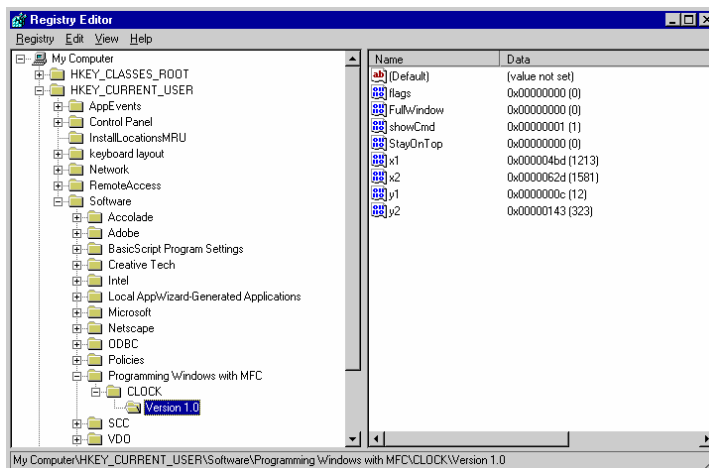 Registry Editor
Registry Edit View Help
My Computer
HKEY_CLASSES_ROOT
HKEY_CURRENT_USER
AppEvents
Control Panel
InstallLocationsMRU
keyboard layout
Network
RemoteAccess
Software
Accolade
Adobe
BasicScript Program Settings
Creative Tech
Intel
Local AppWizard-Generated Applications
Microsoft
Netscape
ODBC
Policies
Programming Windows with MFC
CLOCK
Version 1.0
SCC
VDO
Name Data
ab (Default) (value not set)
flags 0x00000000 (0)
FullWindow 0x00000000 (0)
showCmd 0x00000001 (1)
StayOnTop 0x00000000 (0)
x1 0x000004bd (1213)
x2 0x0000062d (1581)
y1 0x0000000c (12)
y2 0x00000143 (323)
My Computer\HKEY_CURRENT_USER\Software\Programming Windows with MFC\CLOCK\Version 1.0